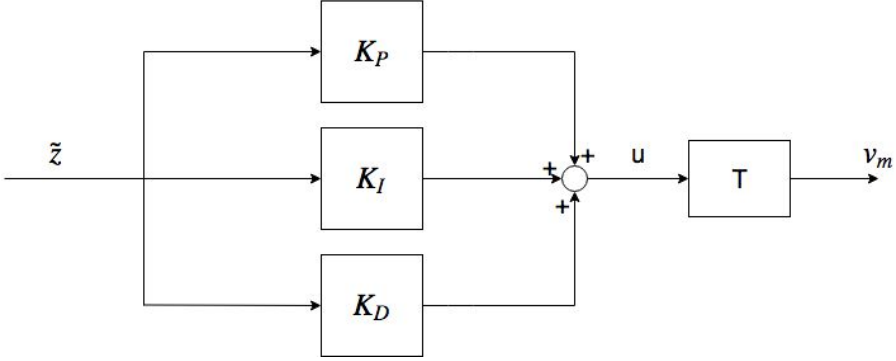 K_P
z̃
K_I
+
+
+
u
T
v_m
K_D